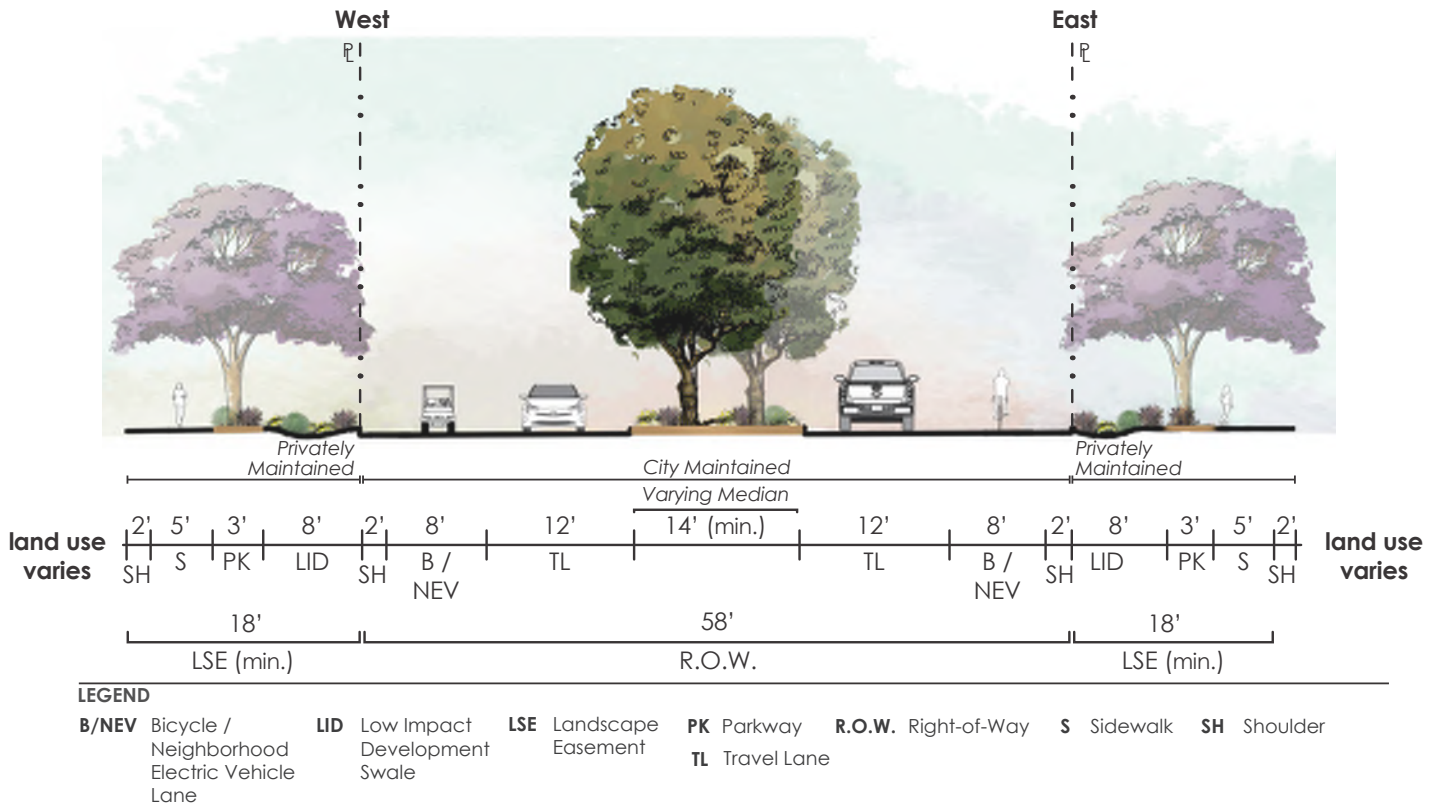 West
East
PL
PL
Privately
Maintained
City Maintained
Privately
Maintained
Varying Median
land use
varies
2' 5' 3' 8' 2' 8' 12' 14' (min.) 12' 8' 2' 8' 3' 5' 2'
SH S PK LID SH B /
NEV TL TL B /
NEV SH LID PK S SH
land use
varies
18'
LSE (min.)
58'
R.O.W.
18'
LSE (min.)
LEGEND
B/NEV Bicycle /
Neighborhood
Electric Vehicle
Lane
LID Low Impact
Development
Swale
LSE Landscape
Easement
PK Parkway
TL Travel Lane
R.O.W. Right-of-Way
S Sidewalk
SH Shoulder